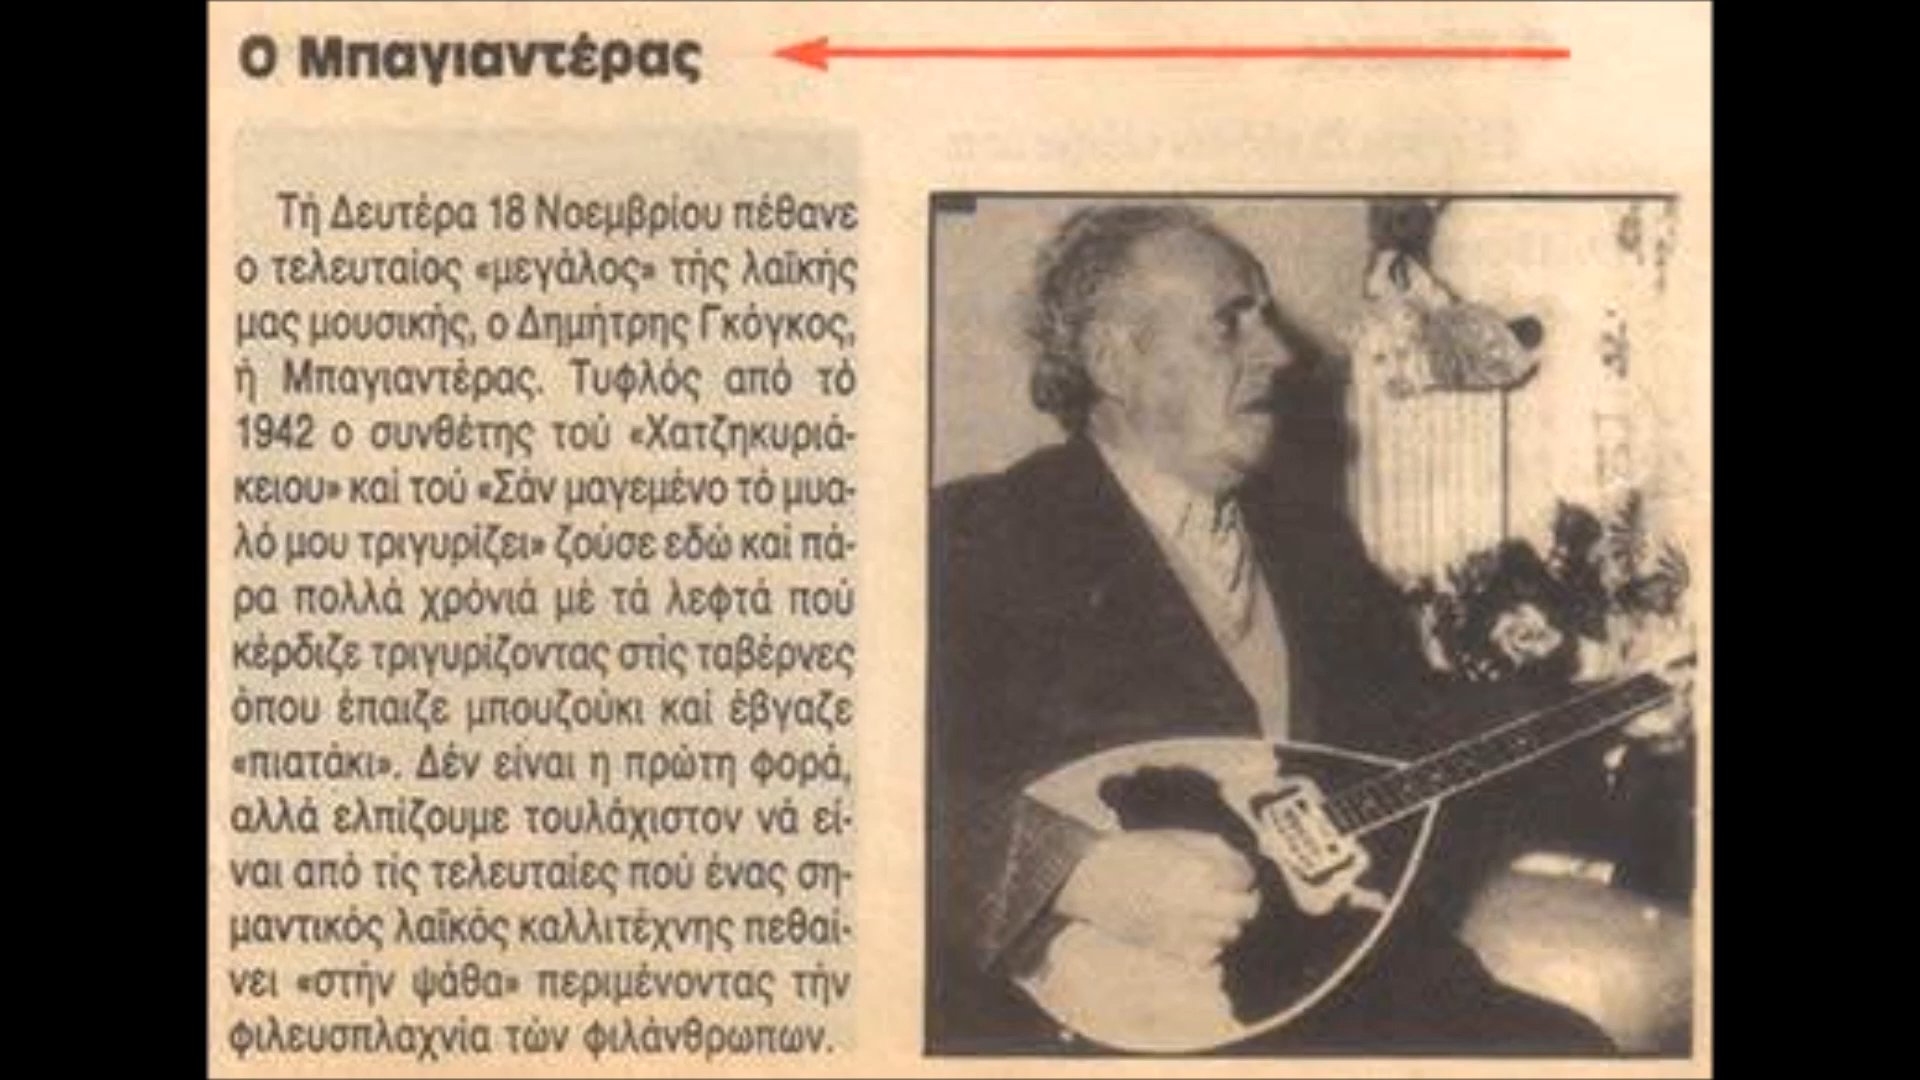 Ο Μπαγιαντέρας
Τή Δευτέρα 18 Νοεμβρίου πέθανε
ο τελευταίος «μεγάλος» τής λαϊκής
μας μουσικής, ο Δημήτρης Γκόγκος,
ή Μπαγιαντέρας. Τυφλός από τό
1942 ο συνθέτης τού «Χατζηκυριά-
κειου» καί τού «Σάν μαγεμένο τό μυα-
λό μου τριγυρίζει» ζούσε εδώ καί πά-
ρα πολλά χρόνιά μέ τά λεφτά πού
κέρδιζε τριγυρίζοντας στίς ταβέρνες
όπου έπαιζε μπουζούκι καί έβγαζε
«πιατάκι». Δέν είναι η πρώτη φορά,
αλλά ελπίζουμε τουλάχιστον νά εί-
ναι από τίς τελευταίες πού ένας ση-
μαντικός λαϊκός καλλιτέχνης πεθαί-
νει «στήν ψάθα» περιμένοντας τήν
φιλευσπλαχνία τών φιλάνθρωπων.